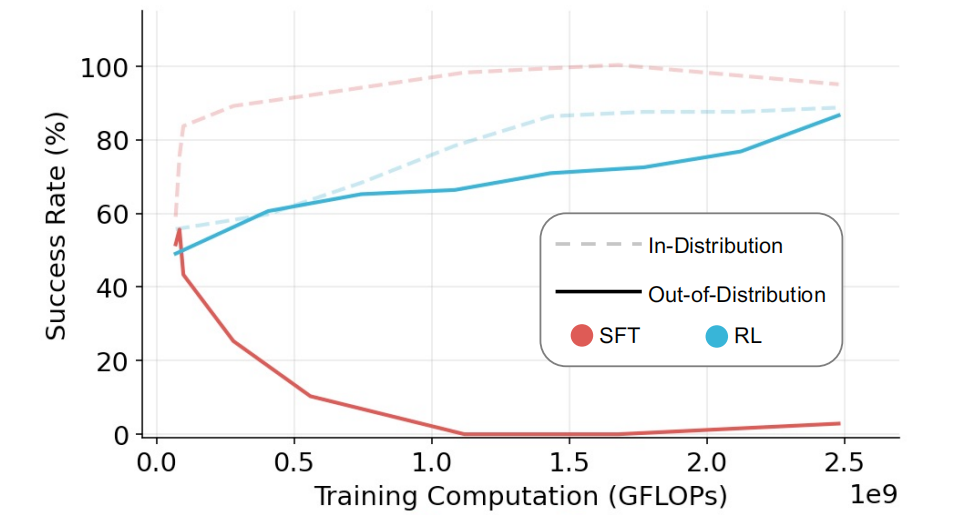 100
80
60
40
20
0
Success Rate (%)
In-Distribution
Out-of-Distribution
SFT RL
0.0 0.5 1.0 1.5 2.0 2.5
1e9
Training Computation (GFLOPs)